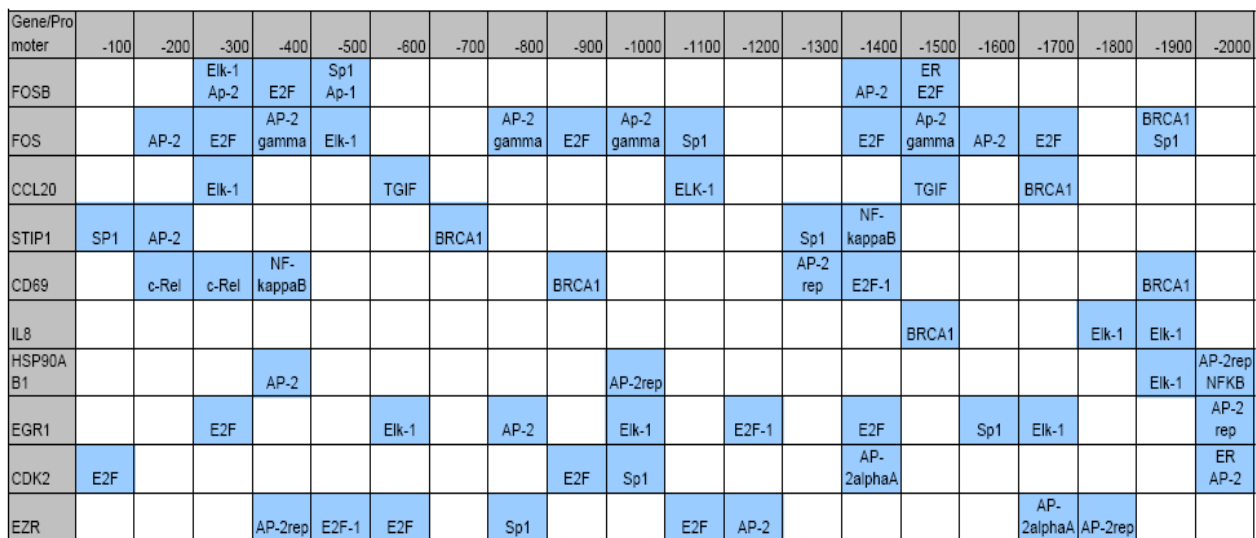 Gene/Pro
moter -100 -200 -300 -400 -500 -600 -700 -800 -900 -1000 -1100 -1200 -1300 -1400 -1500 -1600 -1700 -1800 -1900 -2000
Elk-1 Sp1 ER
FOSB Ap-2 E2F Ap-1 AP-2 E2F
AP-2 AP-2 Ap-2 Ap-2 BRCA1
FOS AP-2 E2F gamma Elk-1 gamma E2F gamma Sp1 E2F gamma AP-2 E2F Sp1
CCL20 Elk-1 TGIF ELK-1 TGIF BRCA1
NF-
STIP1 SP1 AP-2 BRCA1 Sp1 kappaB
NF- AP-2
CD69 c-Rel c-Rel kappaB BRCA1 rep E2F-1 BRCA1
IL8 BRCA1 Elk-1 Elk-1
HSP90A AP-2rep
B1 AP-2 AP-2rep Elk-1 NFKB
AP-2
EGR1 E2F Elk-1 AP-2 Elk-1 E2F-1 E2F Sp1 Elk-1 rep
AP- ER
CDK2 E2F E2F Sp1 2alphaA AP-2
AP-
EZR AP-2rep E2F-1 E2F Sp1 E2F AP-2 2alphaA AP-2rep